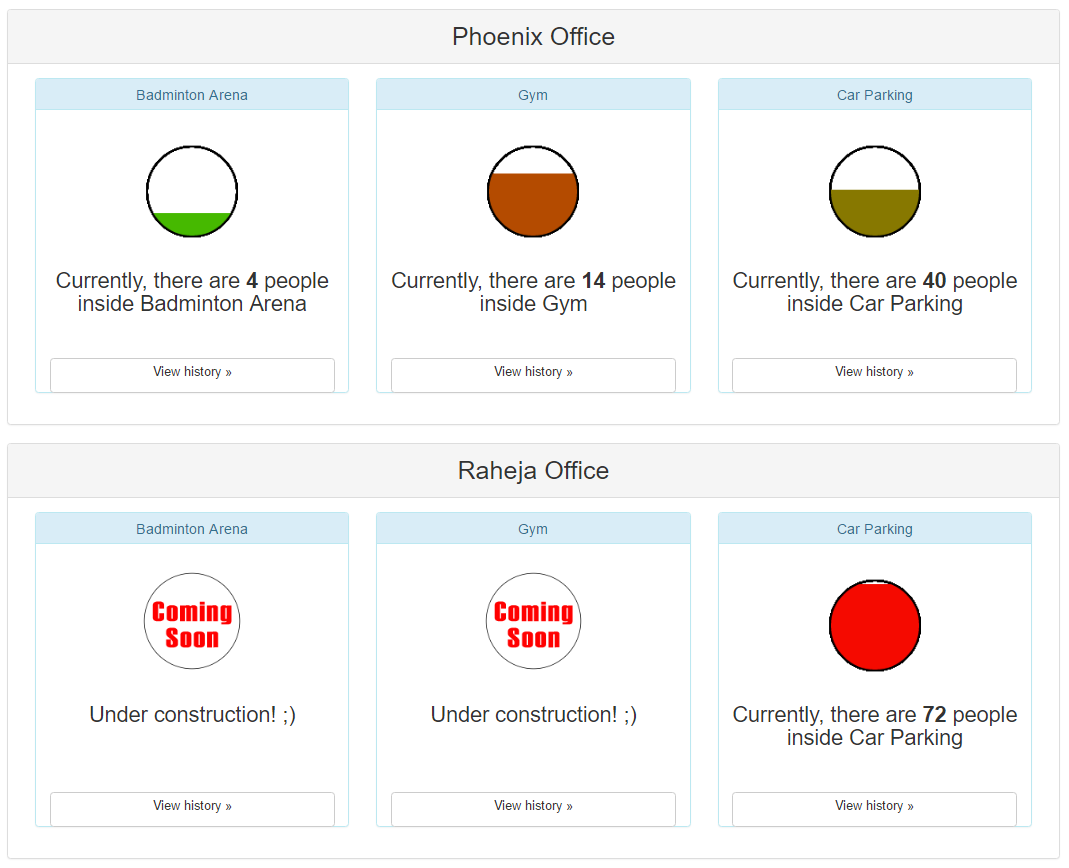 Phoenix Office
Badminton Arena
Gym
Car Parking
Currently, there are 4 people
inside Badminton Arena
Currently, there are 14 people
inside Gym
Currently, there are 40 people
inside Car Parking
View history »
View history »
View history »
Raheja Office
Badminton Arena
Gym
Car Parking
Coming
Soon
Coming
Soon
Under construction! ;)
Under construction! ;)
Currently, there are 72 people
inside Car Parking
View history »
View history »
View history »